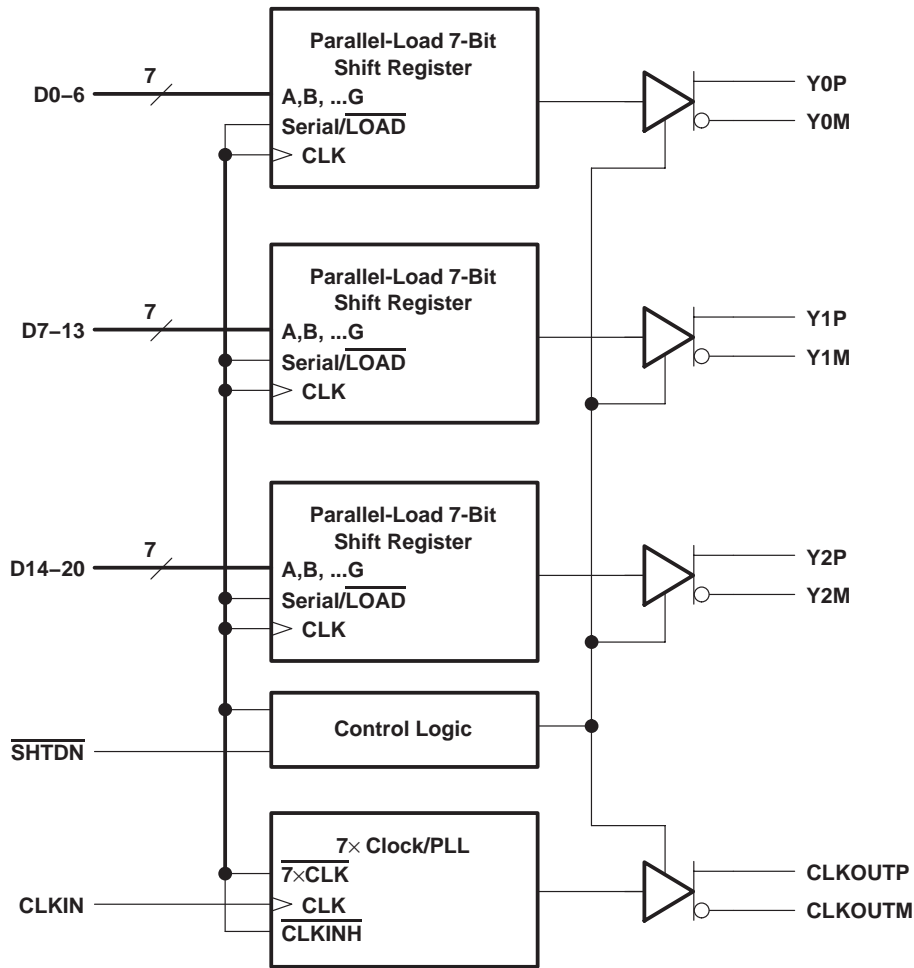 Parallel-Load 7-Bit
Shift Register
7
D0–6
A,B, ...G
Serial/LOAD
CLK
Y0P
Y0M
Parallel-Load 7-Bit
Shift Register
7
D7–13
A,B, ...G
Serial/LOAD
CLK
Y1P
Y1M
Parallel-Load 7-Bit
Shift Register
7
D14–20
A,B, ...G
Serial/LOAD
CLK
Y2P
Y2M
Control Logic
SHTDN
7× Clock/PLL
7×CLK
CLKIN
CLK
CLKINH
CLKOUTP
CLKOUTM